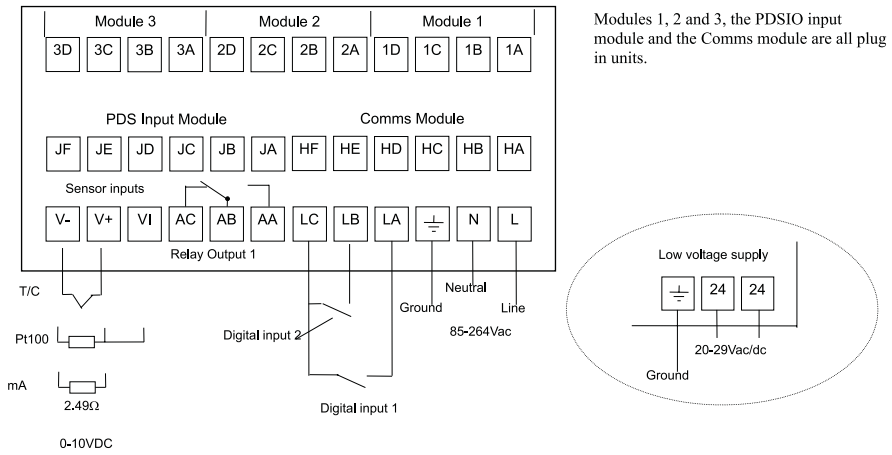 Module 3 Module 2 Module 1
3D 3C 3B 3A 2D 2C 2B 2A 1D 1C 1B 1A
PDS Input Module Comms Module
JF JE JD JC JB JA HF HE HD HC HB HA
Sensor inputs
V- V+ VI AC AB AA LC LB LA N L
Relay Output 1
T/C
Pt100
mA
2.49Ω
0-10VDC
Digital input 2
Digital input 1
Ground
Neutral
Line
85-264Vac
Modules 1, 2 and 3, the PDSIO input
module and the Comms module are all plug
in units.
Low voltage supply
24 24
20-29Vac/dc
Ground